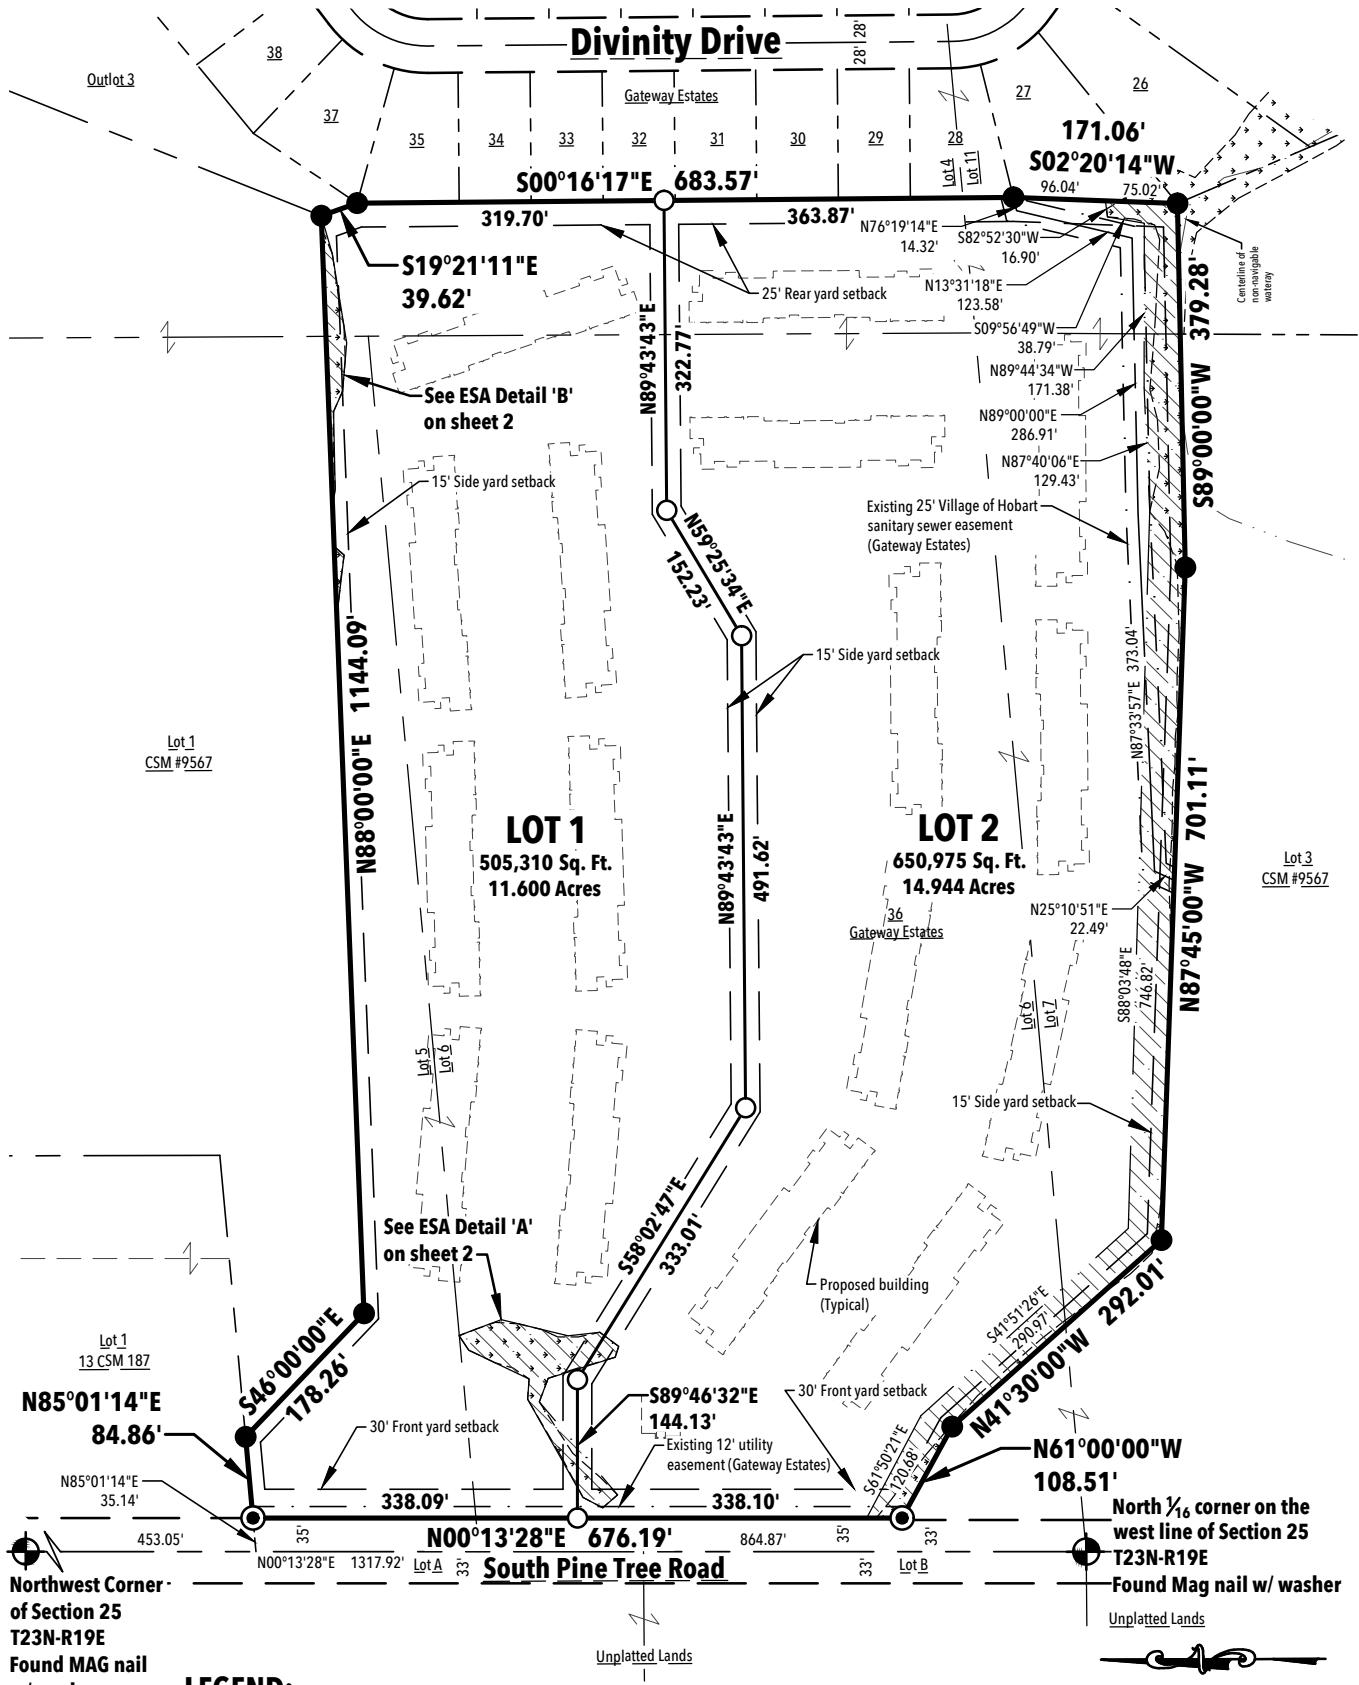 Divinity Drive
28' 28'
Outlot 3
38
37
Gateway Estates
27
26
35
34
33
32
31
30
29
28
Lot 4
Lot 11
171.06'
S02°20'14"W
96.04'
75.02'
S00°16'17"E 683.57'
319.70'
363.87'
N76°19'14"E
14.32'
S82°52'30"W
16.90'
N13°31'18"E
123.58'
S09°56'49"W
38.79'
N89°44'34"W
171.38'
N89°00'00"E
286.91'
N87°40'06"E
129.43'
Centerline of
non-navigable
wateray
S19°21'11"E
39.62'
25' Rear yard setback
N89°43'43"E
322.77'
S89°00'00"W 379.28'
See ESA Detail 'B'
on sheet 2
15' Side yard setback
Existing 25' Village of Hobart
sanitary sewer easement
(Gateway Estates)
N59°25'34"E
152.23'
15' Side yard setback
N88°00'00"E 1144.09'
N87°33'57"E 373.04'
Lot 1
CSM #9567
LOT 1
505,310 Sq. Ft.
11.600 Acres
N89°43'43"E
491.62'
LOT 2
650,975 Sq. Ft.
14.944 Acres
36
Gateway Estates
N87°45'00"W 701.11'
Lot 3
CSM #9567
N25°10'51"E
22.49'
S88°03'48"E
746.82'
Lot 5
Lot 6
Lot 6
Lot 7
15' Side yard setback
See ESA Detail 'A'
on sheet 2
S58°02'47"E
333.01'
Proposed building
(Typical)
S41°51'26"E
290.97'
N41°30'00"W 292.01'
Lot 1
13 CSM 187
S46°00'00"E
178.26'
N85°01'14"E
84.86'
S89°46'32"E
144.13'
30' Front yard setback
30' Front yard setback
Existing 12' utility
easement (Gateway Estates)
S61°50'21"E
120.68'
N61°00'00"W
108.51'
N85°01'14"E
35.14'
338.09'
338.10'
N00°13'28"E 676.19'
453.05'
35'
864.87'
35'
33'
N00°13'28"E 1317.92'
Lot A
33'
South Pine Tree Road
33'
Lot B
North 1/16 corner on the
west line of Section 25
T23N-R19E
Found Mag nail w/ washer
Northwest Corner
of Section 25
T23N-R19E
Found MAG nail
Unplatted Lands
Unplatted Lands
LEGEND: